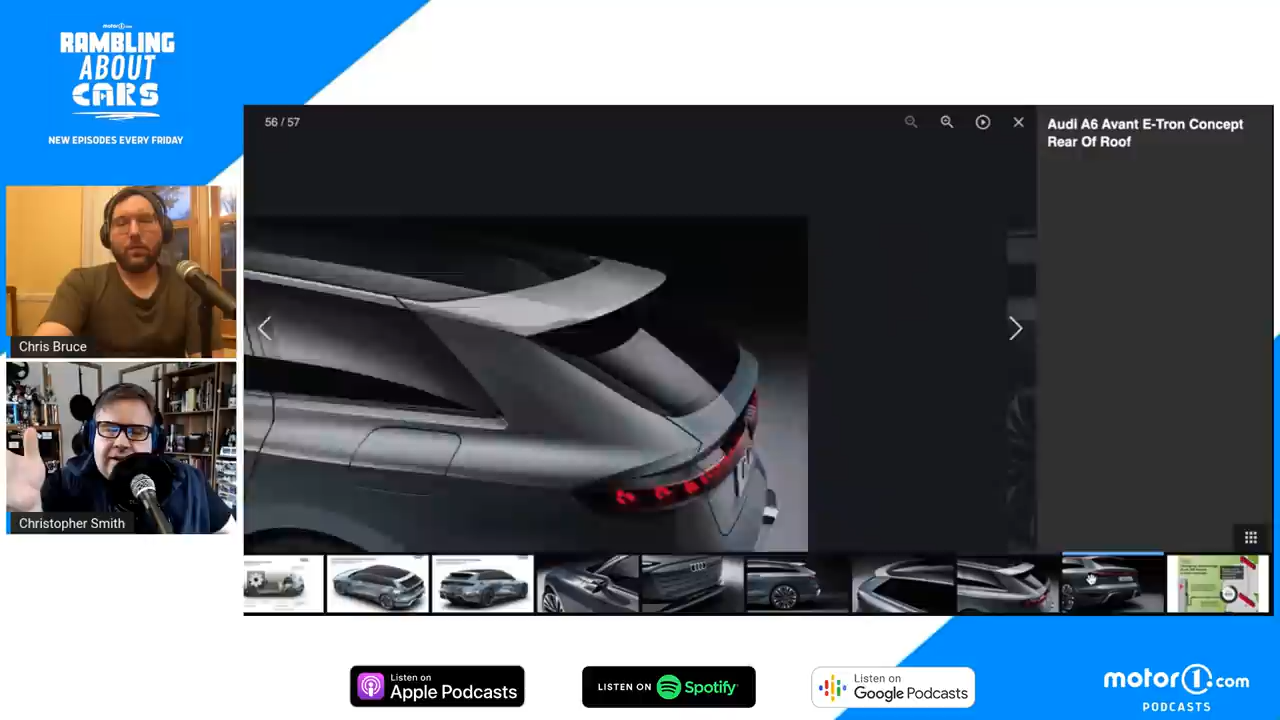 motor1.com
RAMBLING
ABOUT
CARS
NEW EPISODES EVERY FRIDAY
56 / 57
Audi A6 Avant E-Tron Concept
Rear Of Roof
Chris Bruce
Christopher Smith
Listen on
Apple Podcasts
LISTEN ON Spotify
Listen on
Google Podcasts
motor1.com
PODCASTS